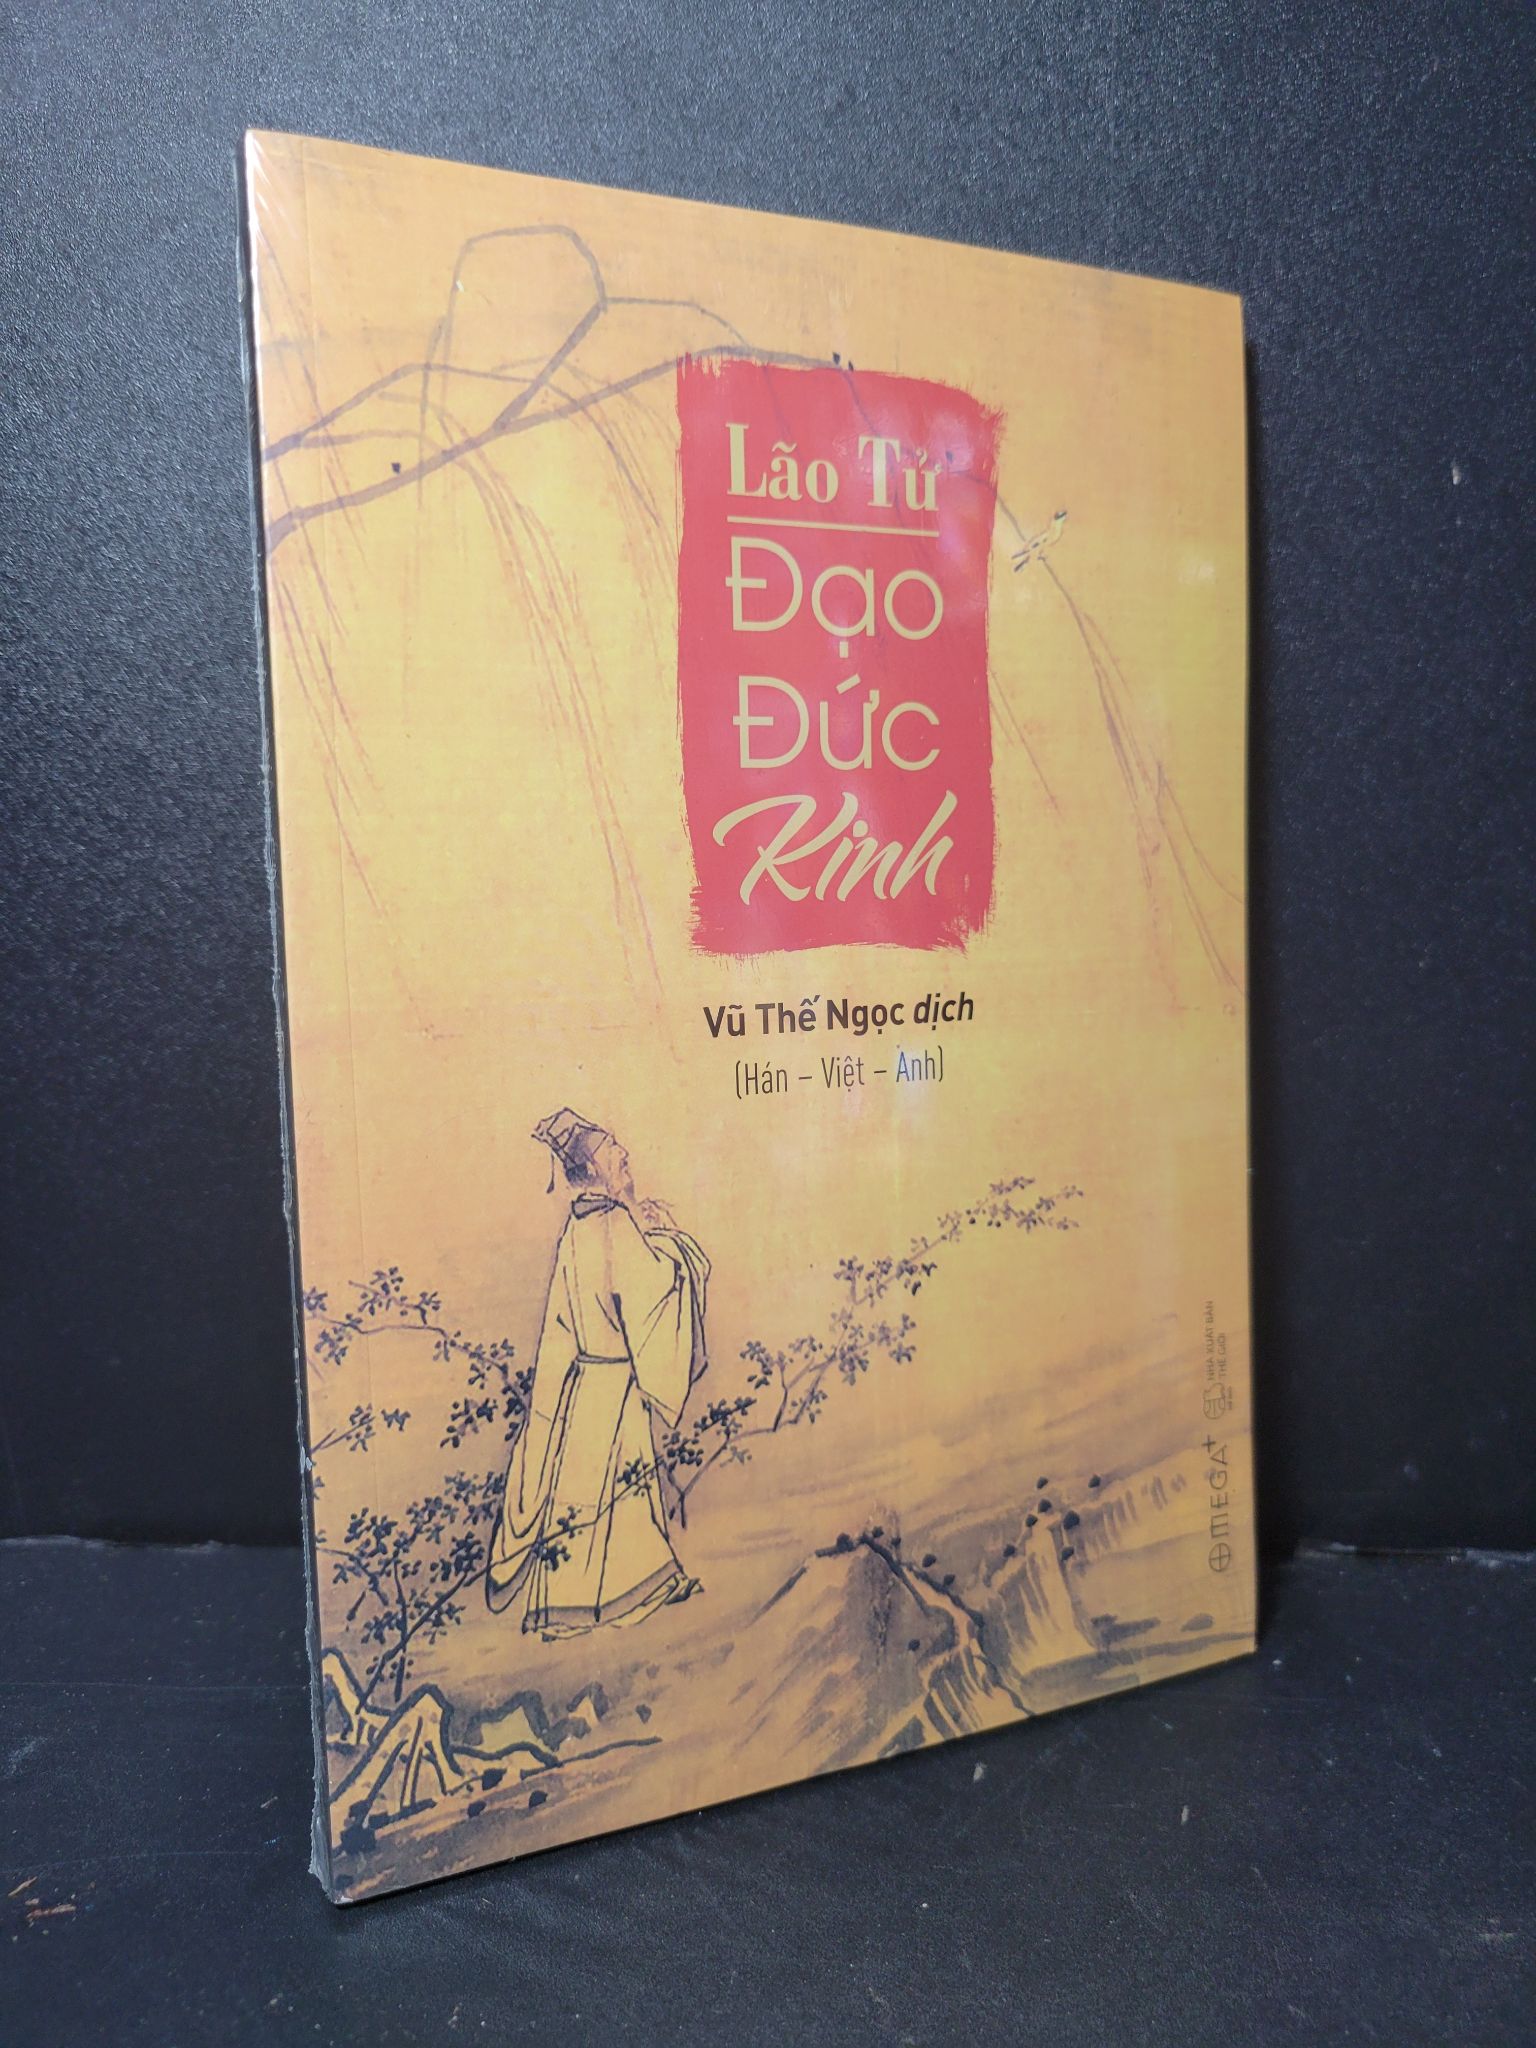 Lão Tử
Đạo
Đức
Kinh
Vũ Thế Ngọc dịch
(Hán – Việt – Anh)
NHÀ XUẤT BẢN
THẾ GIỚI
OMEGA+